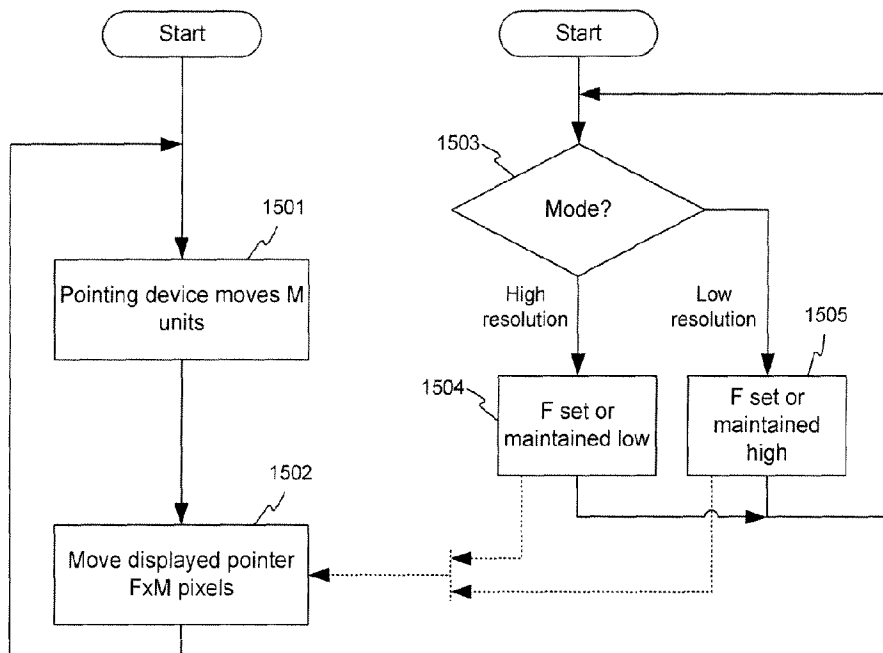 Start
1501
Pointing device moves M
units
1502
Move displayed pointer
FxM pixels
Start
1503
Mode?
High
resolution
Low
resolution
1504
F set or
maintained low
1505
F set or
maintained
high